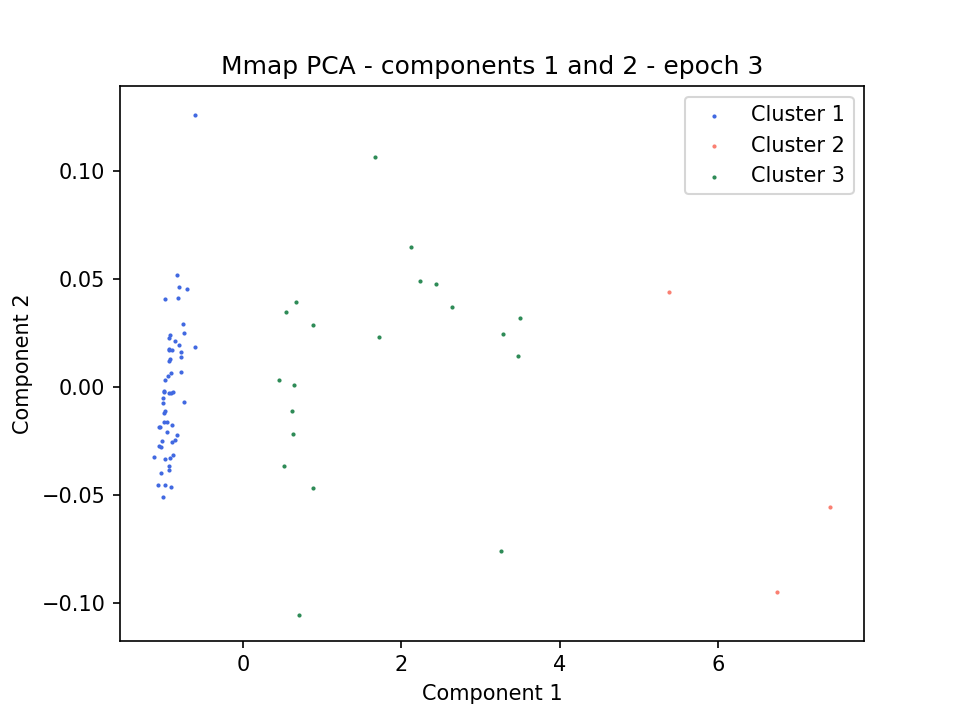 Mmap PCA - components 1 and 2 - epoch 3
Cluster 1
Cluster 2
Cluster 3
0.10
0.05
0.00
−0.05
−0.10
Component 2
0
2
4
6
Component 1